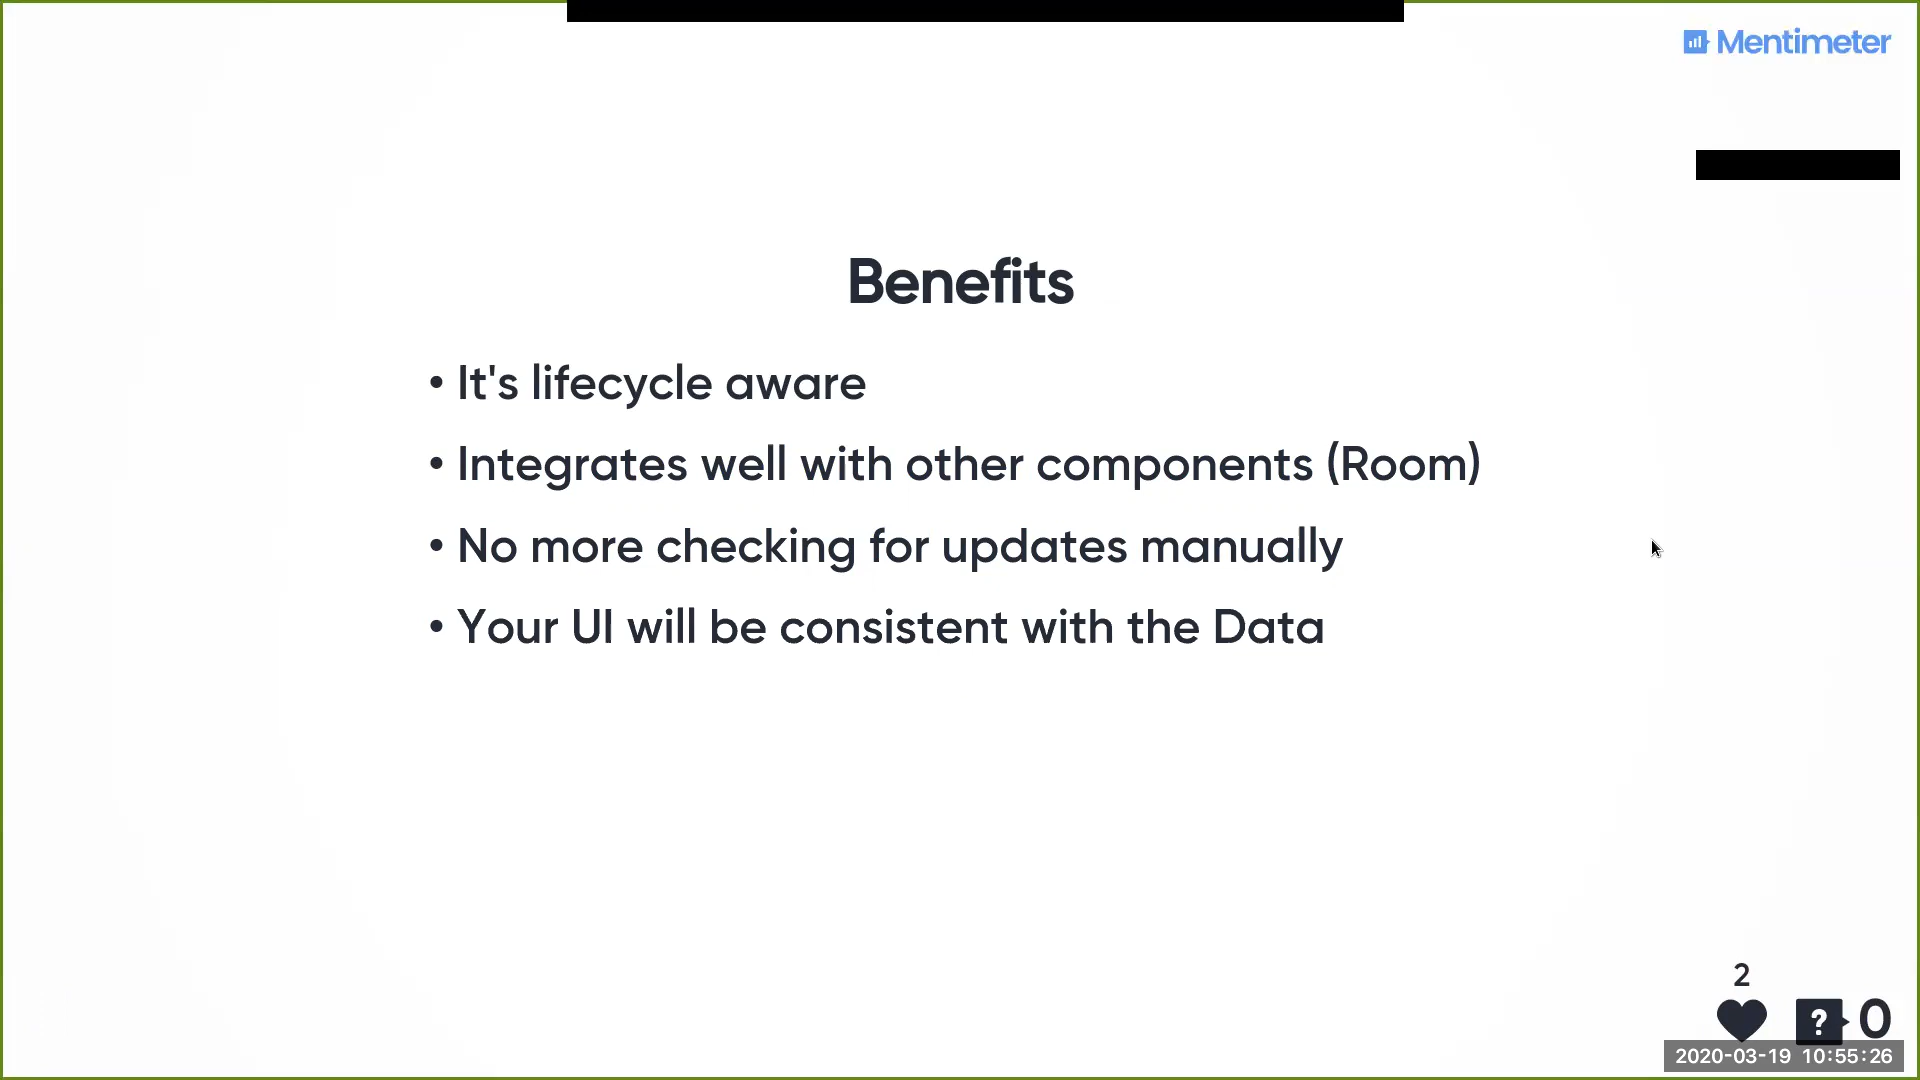 Mentimeter
Benefits
• It's lifecycle aware
• Integrates well with other components (Room)
• No more checking for updates manually
• Your UI will be consistent with the Data
2
? 0
2020-03-19 10:55:26